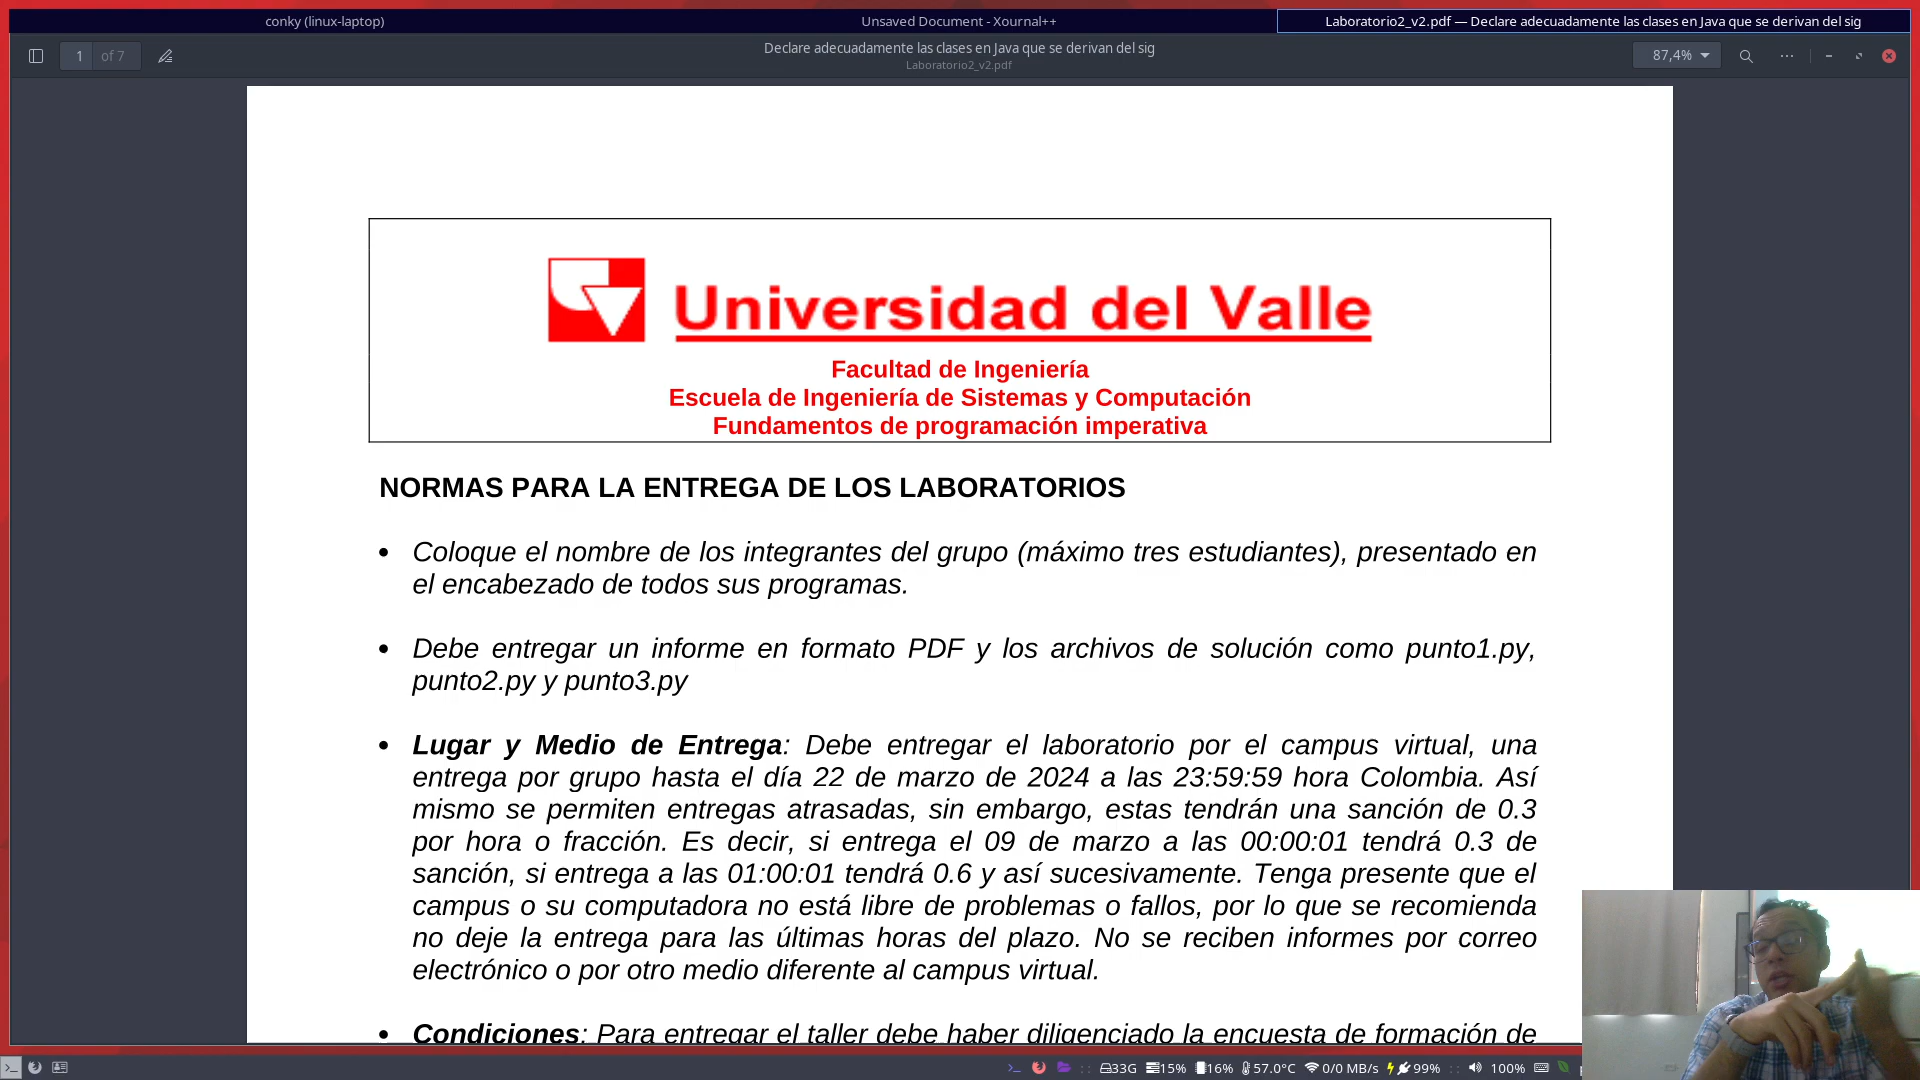 conky (linux-laptop)
Unsaved Document - Xournal++
Laboratorio2_v2.pdf — Declare adecuadamente las clases en Java que se derivan del sig
1 of 7
Declare adecuadamente las clases en Java que se derivan del sig
Laboratorio2_v2.pdf
87,4%
Universidad del Valle
Facultad de Ingeniería
Escuela de Ingeniería de Sistemas y Computación
Fundamentos de programación imperativa
NORMAS PARA LA ENTREGA DE LOS LABORATORIOS
• Coloque el nombre de los integrantes del grupo (máximo tres estudiantes), presentado en
el encabezado de todos sus programas.
• Debe entregar un informe en formato PDF y los archivos de solución como punto1.py,
punto2.py y punto3.py
• Lugar y Medio de Entrega: Debe entregar el laboratorio por el campus virtual, una
entrega por grupo hasta el día 22 de marzo de 2024 a las 23:59:59 hora Colombia. Así
mismo se permiten entregas atrasadas, sin embargo, estas tendrán una sanción de 0.3
por hora o fracción. Es decir, si entrega el 09 de marzo a las 00:00:01 tendrá 0.3 de
sanción, si entrega a las 01:00:01 tendrá 0.6 y así sucesivamente. Tenga presente que el
campus o su computadora no está libre de problemas o fallos, por lo que se recomienda
no deje la entrega para las últimas horas del plazo. No se reciben informes por correo
electrónico o por otro medio diferente al campus virtual.
• Condiciones: Para entregar el taller debe haber diligenciado la encuesta de formación de
33G 15% 16% 57.0°C 0/0 MB/s 99% 100%